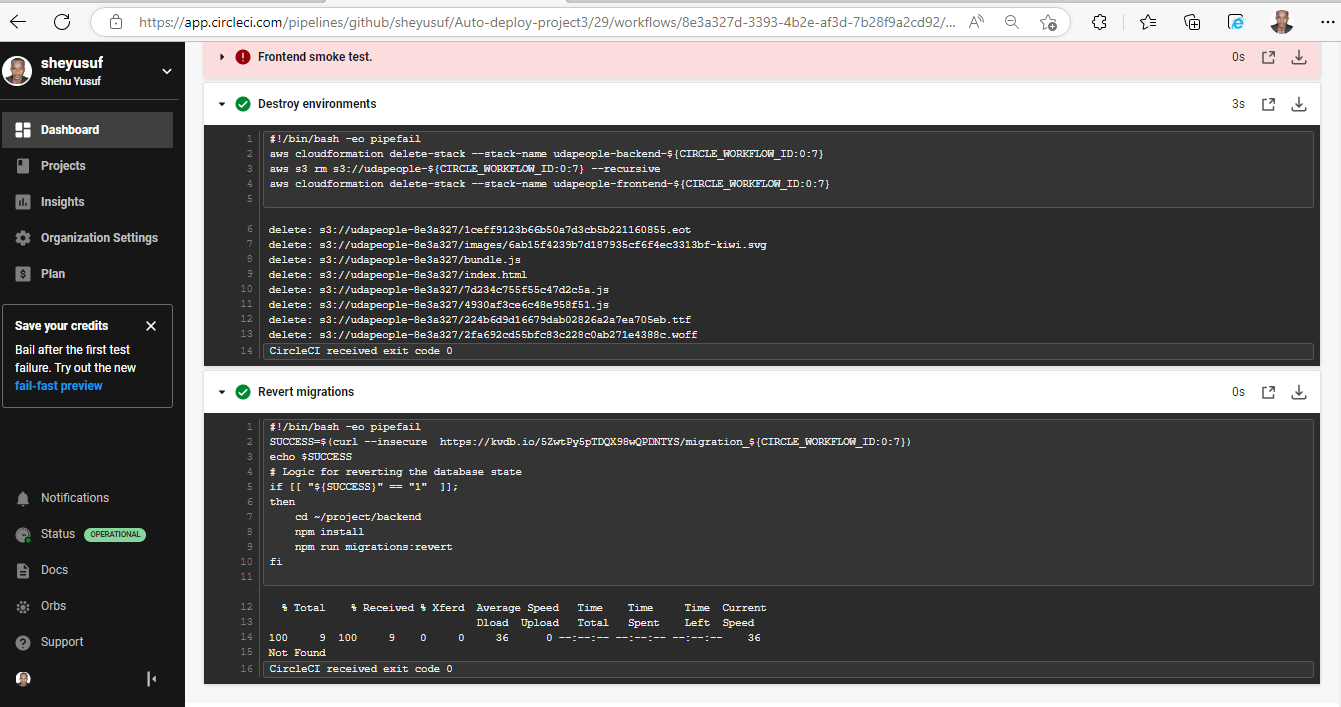 https://app.circleci.com/pipelines/github/sheyusuf/Auto-deploy-project3/29/workflows/8e3a327d-3393-4b2e-af3d-7b28f9a2cd92/...
sheyusuf
Shehu Yusuf
Dashboard
Projects
Insights
Organization Settings
Plan
Save your credits
Bail after the first test
failure. Try out the new
fail-fast preview
Notifications
Status OPERATIONAL
Docs
Orbs
Support
Frontend smoke test. 0s
Destroy environments 3s
1 #!/bin/bash -eo pipefail
2 aws cloudformation delete-stack --stack-name udapeople-backend-${CIRCLE_WORKFLOW_ID:0:7}
3 aws s3 rm s3://udapeople-${CIRCLE_WORKFLOW_ID:0:7} --recursive
4 aws cloudformation delete-stack --stack-name udapeople-frontend-${CIRCLE_WORKFLOW_ID:0:7}
5
6 delete: s3://udapeople-8e3a327/1ceff9123b66b50a7d3cb5b221160855.eot
7 delete: s3://udapeople-8e3a327/images/6ab15f4239b7d187935cf6f4ec3313bf-kiwi.svg
8 delete: s3://udapeople-8e3a327/bundle.js
9 delete: s3://udapeople-8e3a327/index.html
10 delete: s3://udapeople-8e3a327/7d234c755f55c47d2c5a.js
11 delete: s3://udapeople-8e3a327/4930af3ce6c48e958f51.js
12 delete: s3://udapeople-8e3a327/224b6d9d16679dab02826a2a7ea705eb.ttf
13 delete: s3://udapeople-8e3a327/2fa692cd55bfc83c228c0ab271e4388c.woff
14 CircleCI received exit code 0
Revert migrations 0s
1 #!/bin/bash -eo pipefail
2 SUCCESS=$(curl --insecure  https://kvdb.io/5ZwtPy5pTDQX98wQPDNTYS/migration_${CIRCLE_WORKFLOW_ID:0:7})
3 echo $SUCCESS
4 # Logic for reverting the database state
5 if [[ "${SUCCESS}" == "1"  ]];
6 then
7     cd ~/project/backend
8     npm install
9     npm run migrations:revert
10 fi
11
12   % Total    % Received % Xferd  Average Speed   Time    Time     Time  Current
13                                  Dload  Upload   Total   Spent    Left  Speed
14 100     9  100     9    0     0     36      0 --:--:-- --:--:-- --:--:--    36
15 Not Found
16 CircleCI received exit code 0